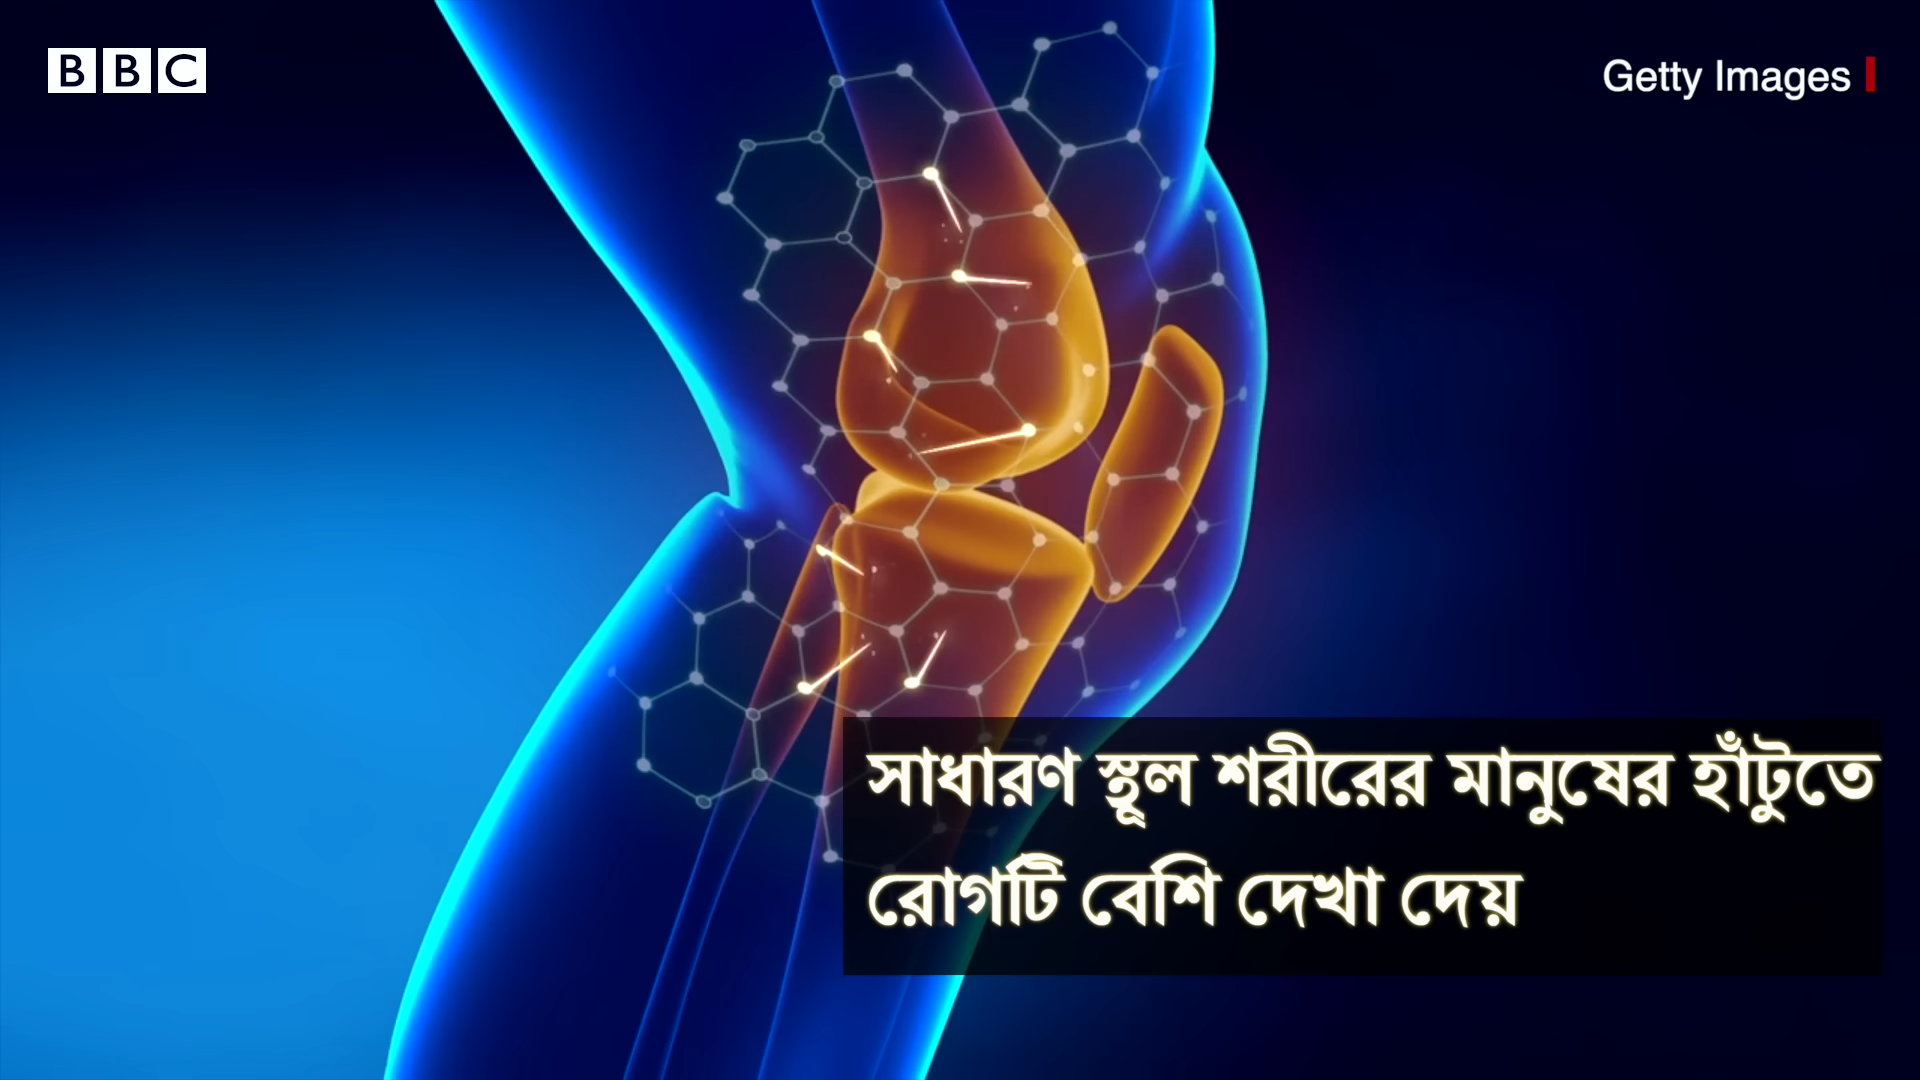 BBC
Getty Images
সাধারণ স্থূল শরীরের মানুষের হাঁটুতে
রোগটি বেশি দেখা দেয়